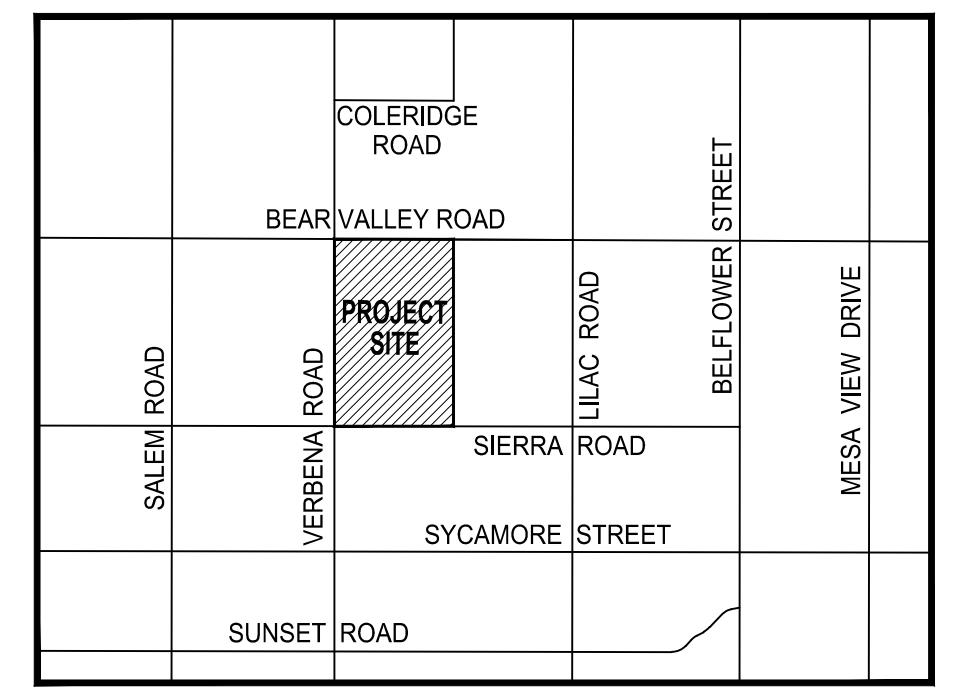 COLERIDGE
ROAD
BEAR VALLEY ROAD
BELFLOWER STREET
PROJECT
SITE
LILAC ROAD
MESA VIEW DRIVE
SALEM ROAD
VERBENA ROAD
SIERRA ROAD
SYCAMORE STREET
SUNSET ROAD